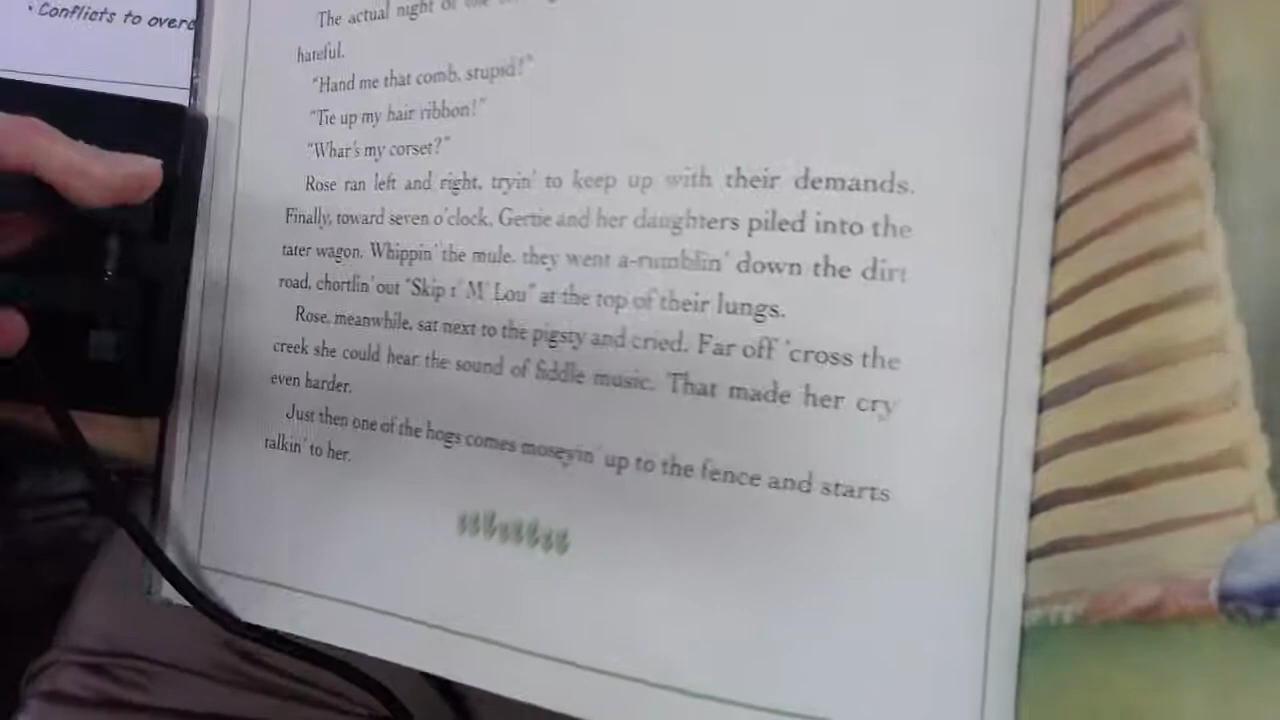 • Conflicts to overc
The actual night of the
hateful.
"Hand me that comb, stupid!"
"Tie up my hair ribbon!"
"Whar's my corset?"
Rose ran left and right, tryin' to keep up with their demands.
Finally, toward seven o'clock, Gertie and her daughters piled into the
tater wagon. Whippin' the mule, they went a-rumblin' down the dirt
road, chortlin' out "Skip t' M' Lou" at the top of their lungs.
Rose, meanwhile, sat next to the pigsty and cried. Far off 'cross the
creek she could hear the sound of fiddle music. That made her cry
even harder.
Just then one of the hogs comes moseyin' up to the fence and starts
talkin' to her.